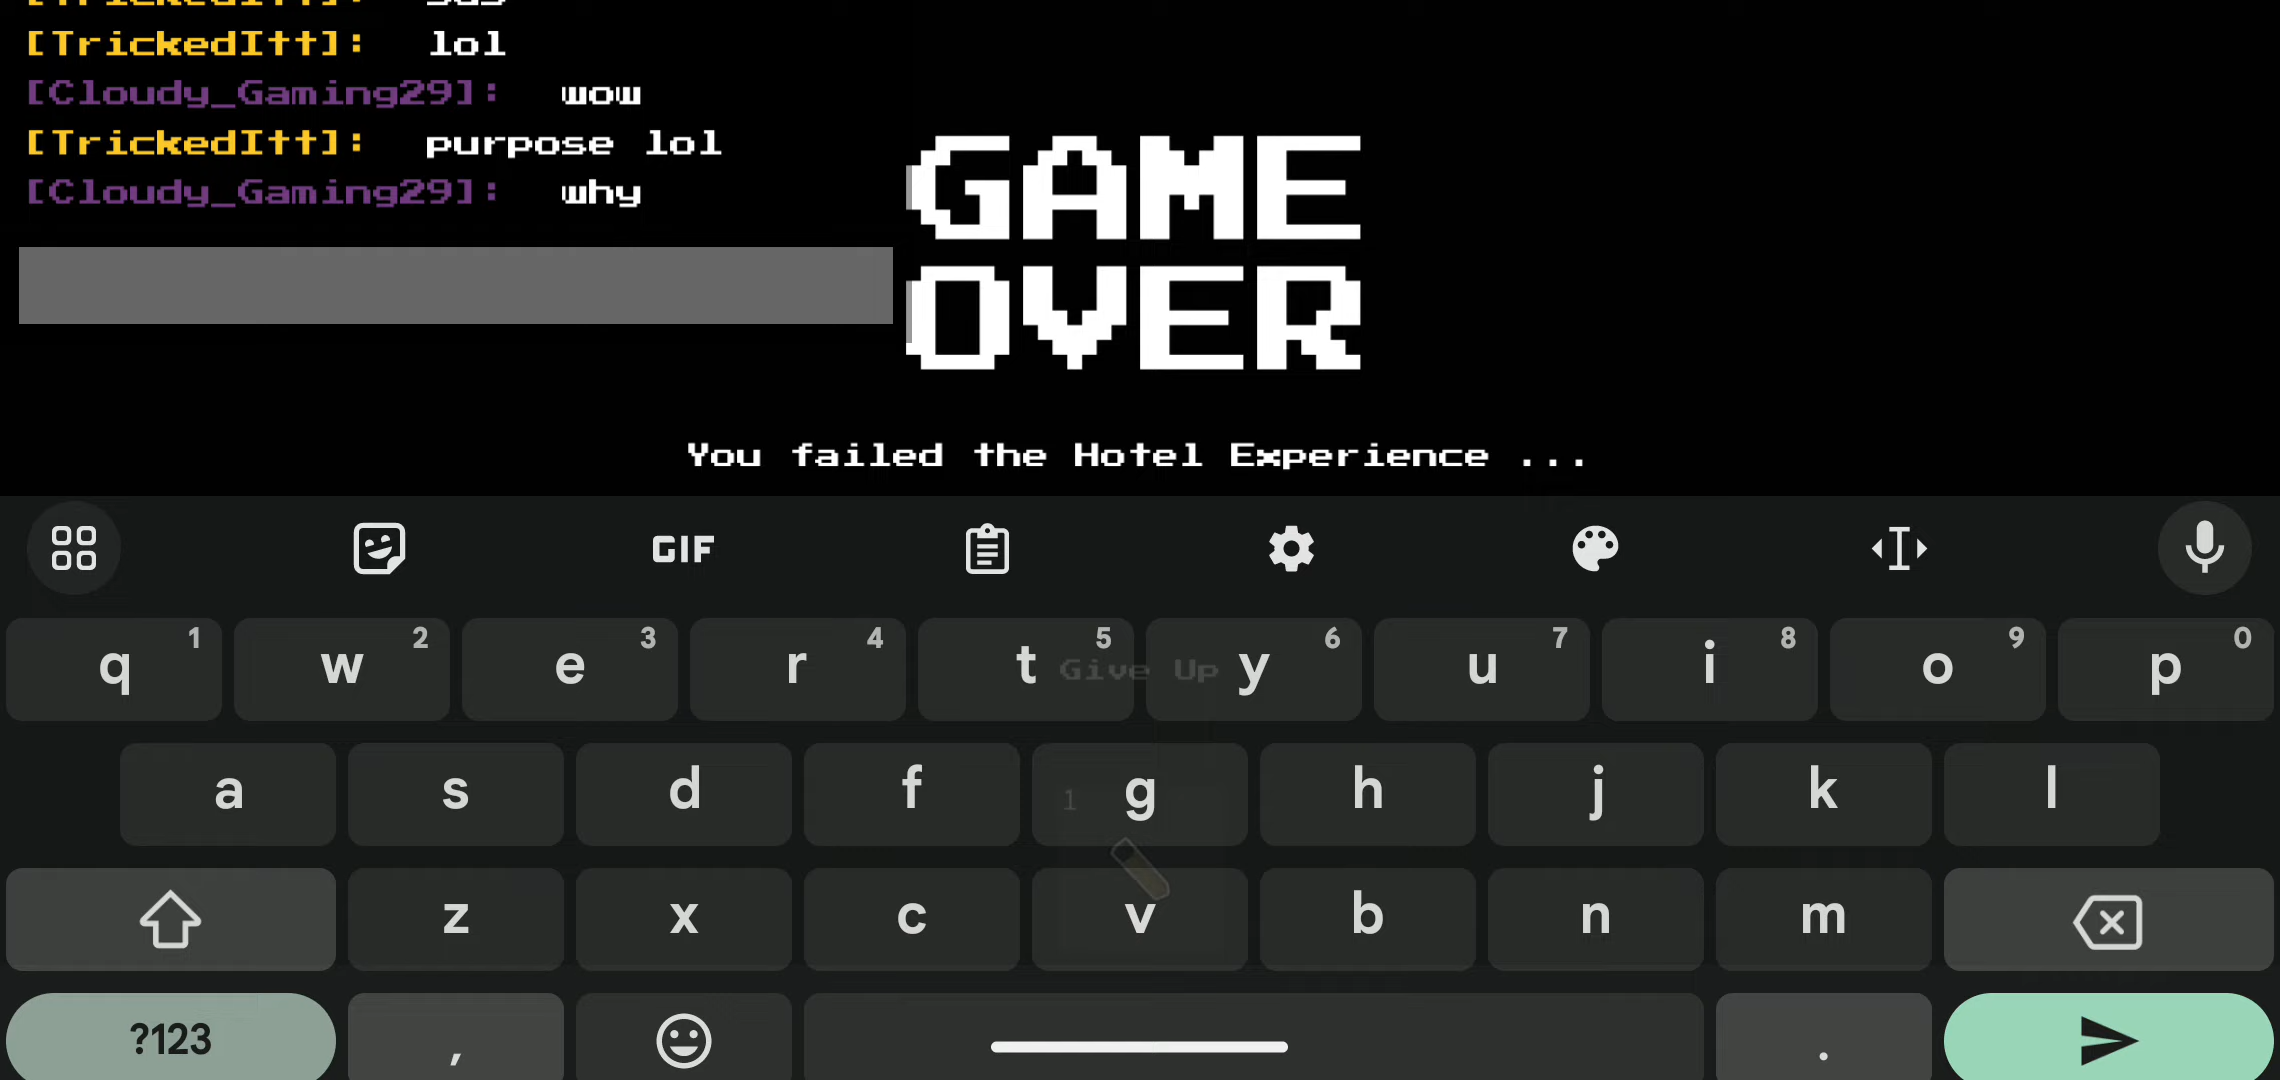 [TrickedItt]: lol
[Cloudy_Gaming29]: wow
[TrickedItt]: purpose lol
[Cloudy_Gaming29]: why
GAME
OVER
You failed the Hotel Experience ...
GIF
q 1 w 2 e 3 r 4 t 5 y 6 u 7 i 8 o 9 p 0
Give Up
a s d f g h j k l
1
z x c v b n m
?123 , .